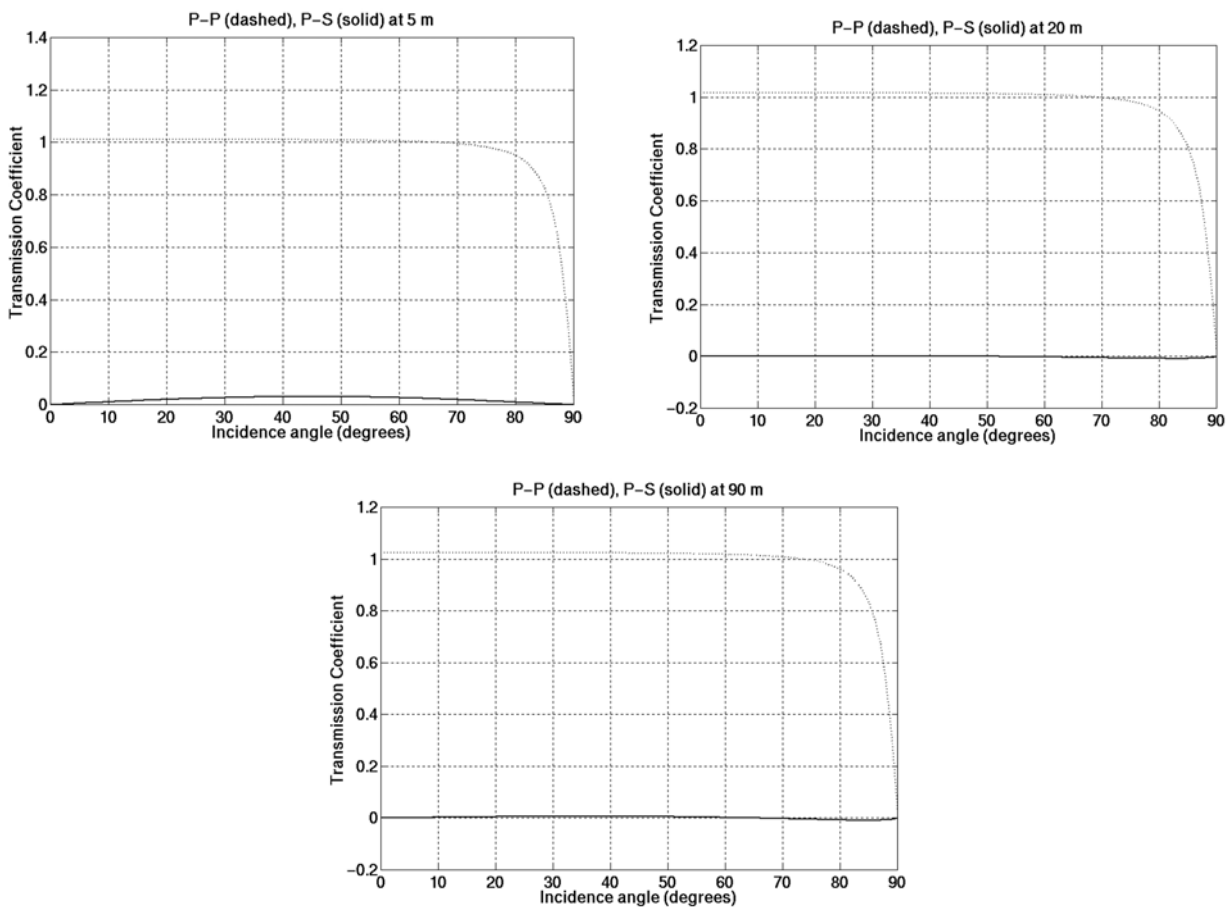 P-P (dashed), P-S (solid) at 5 m
1.4
1.2
1
0.8
0.6
0.4
0.2
0
0 10 20 30 40 50 60 70 80 90
Transmission Coefficient
Incidence angle (degrees)
P-P (dashed), P-S (solid) at 20 m
1.2
1
0.8
0.6
0.4
0.2
0
-0.2
0 10 20 30 40 50 60 70 80 90
Transmission Coefficient
Incidence angle (degrees)
P-P (dashed), P-S (solid) at 90 m
1.2
1
0.8
0.6
0.4
0.2
0
-0.2
0 10 20 30 40 50 60 70 80 90
Transmission Coefficient
Incidence angle (degrees)